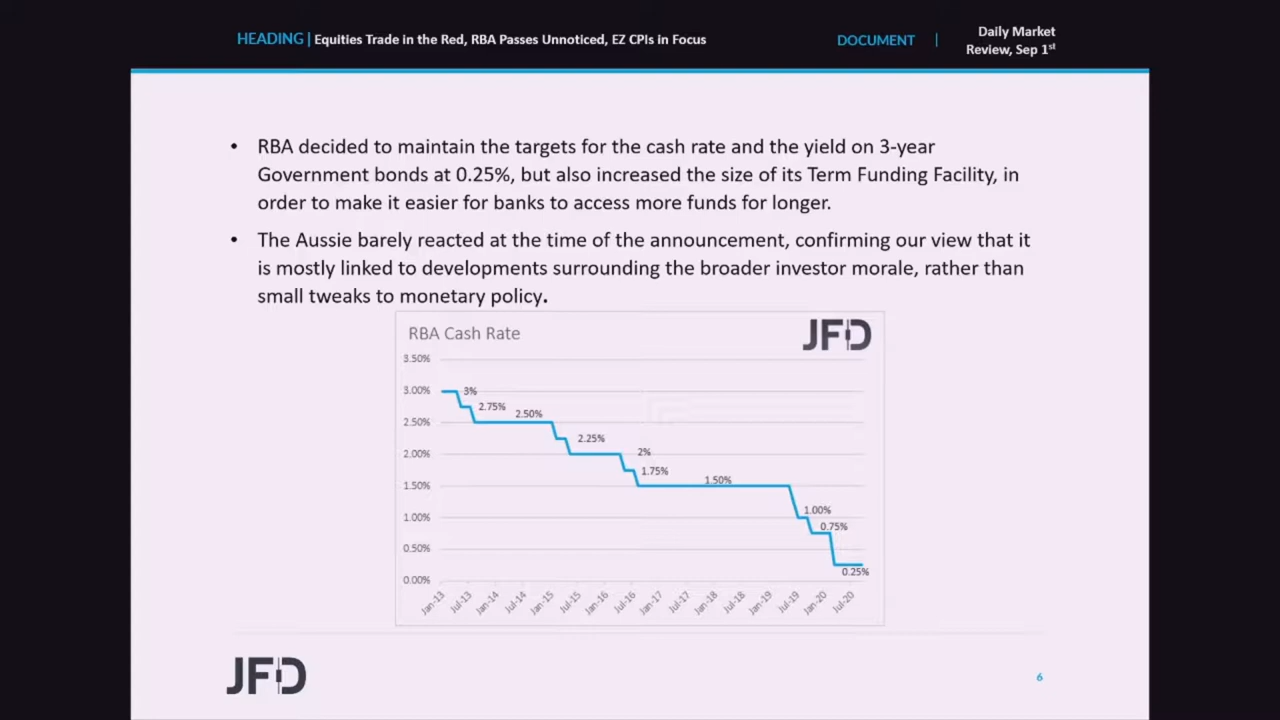 HEADING | Equities Trade in the Red, RBA Passes Unnoticed, EZ CPIs in Focus
DOCUMENT |
Daily Market
Review, Sep 1st
• RBA decided to maintain the targets for the cash rate and the yield on 3-year
Government bonds at 0.25%, but also increased the size of its Term Funding Facility, in
order to make it easier for banks to access more funds for longer.
• The Aussie barely reacted at the time of the announcement, confirming our view that it
is mostly linked to developments surrounding the broader investor morale, rather than
small tweaks to monetary policy.
RBA Cash Rate
JFD
3.50%
3.00%
3%
2.75%
2.50%
2.50%
2.25%
2.00%
2%
1.75%
1.50%
1.50%
1.00%
1.00%
0.75%
0.50%
0.25%
0.00%
Jan-13
Jul-13
Jan-14
Jul-14
Jan-15
Jul-15
Jan-16
Jul-16
Jan-17
Jul-17
Jan-18
Jul-18
Jan-19
Jul-19
Jan-20
Jul-20
JFD
6